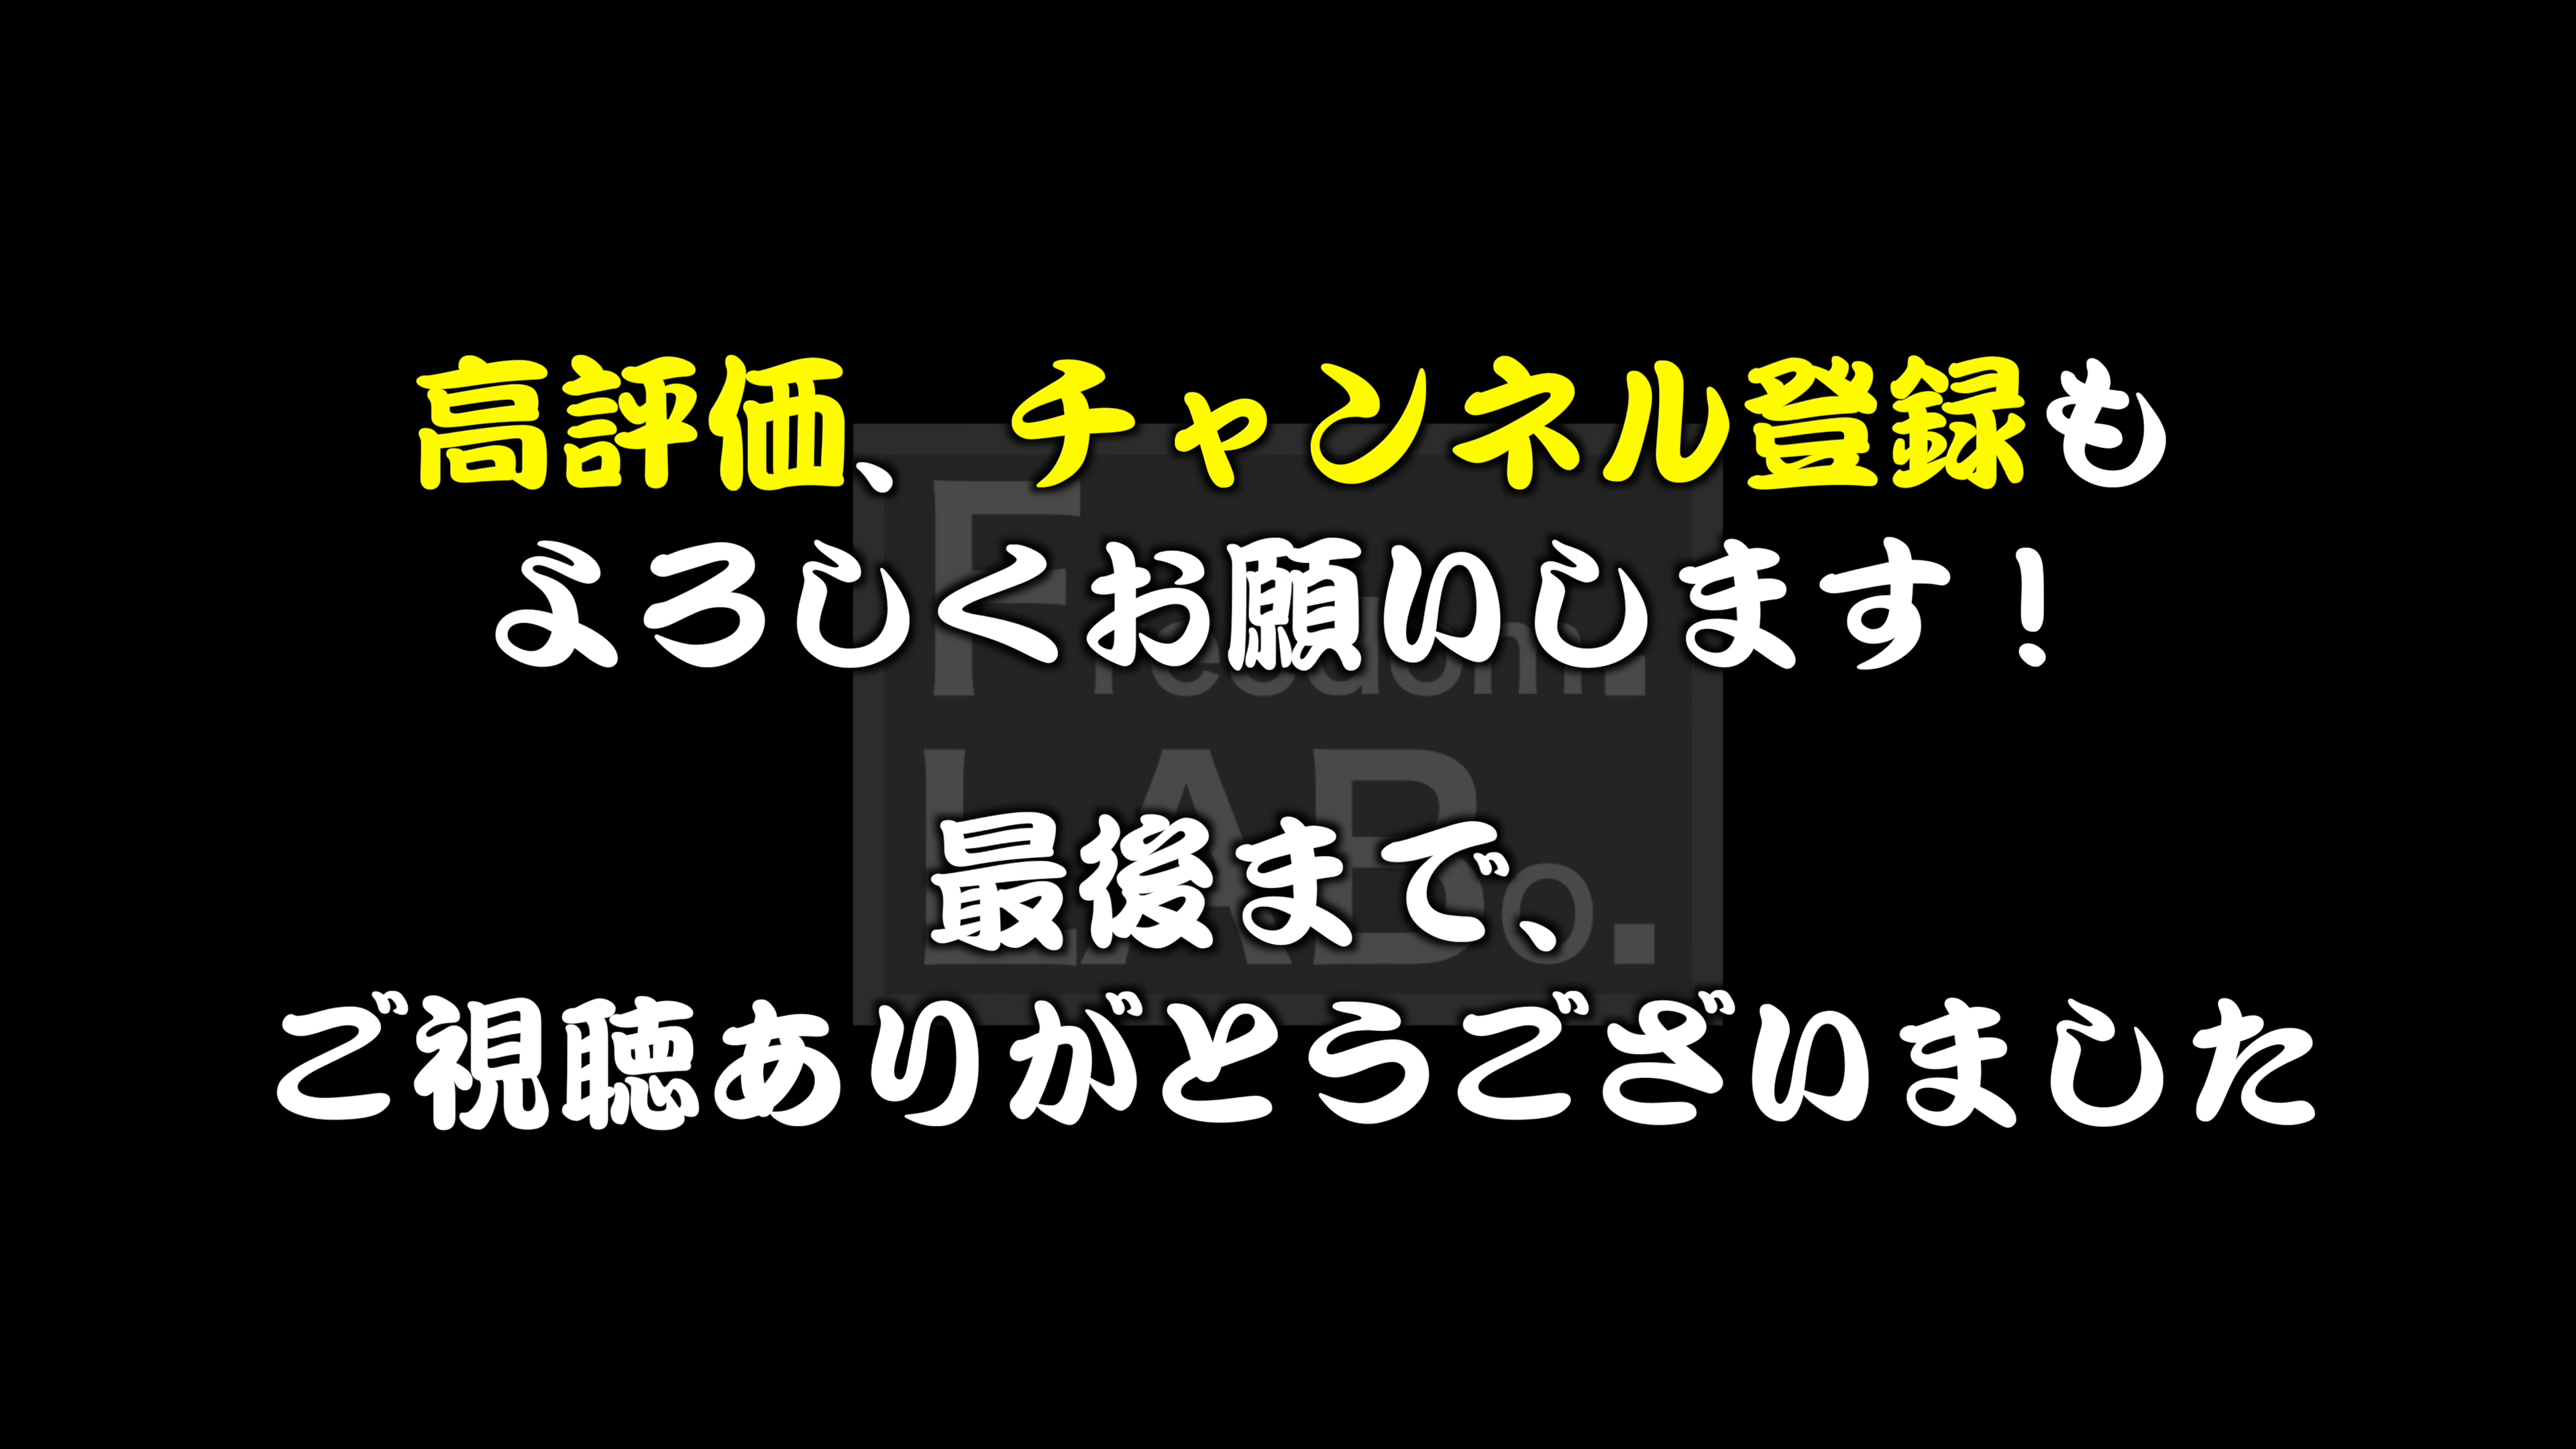 高評価、チャンネル登録も
よろしくお願いします！
Freedom.
LABo.
最後まで、
ご視聴ありがとうございました